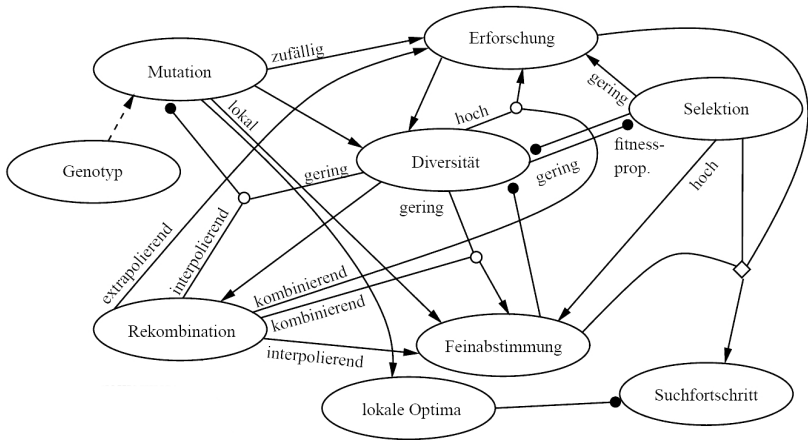 Erforschung
zufällig
Mutation
gering
lokal
hoch
Selektion
Genotyp
gering
Diversität
gering
fitness-
prop.
hoch
gering
extrapolierend
interpolierend
kombinierend
kombinierend
Rekombination
interpolierend
Feinabstimmung
lokale Optima
Suchfortschritt